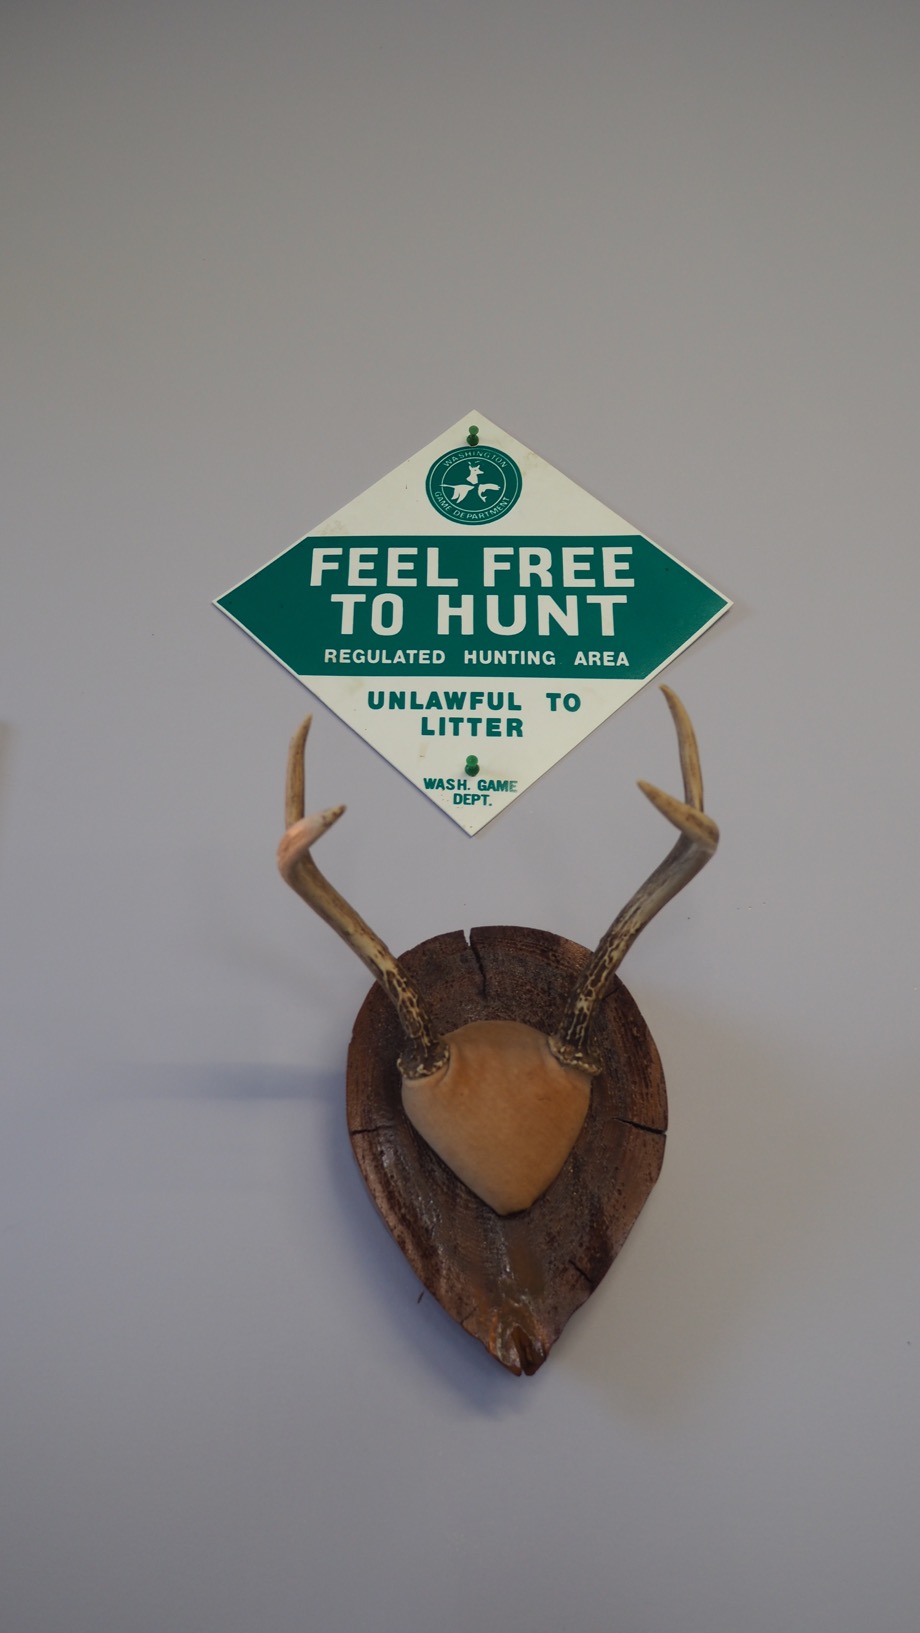 WASHINGTON
GAME DEPARTMENT
FEEL FREE
TO HUNT
REGULATED HUNTING AREA
UNLAWFUL TO
LITTER
WASH. GAME
DEPT.